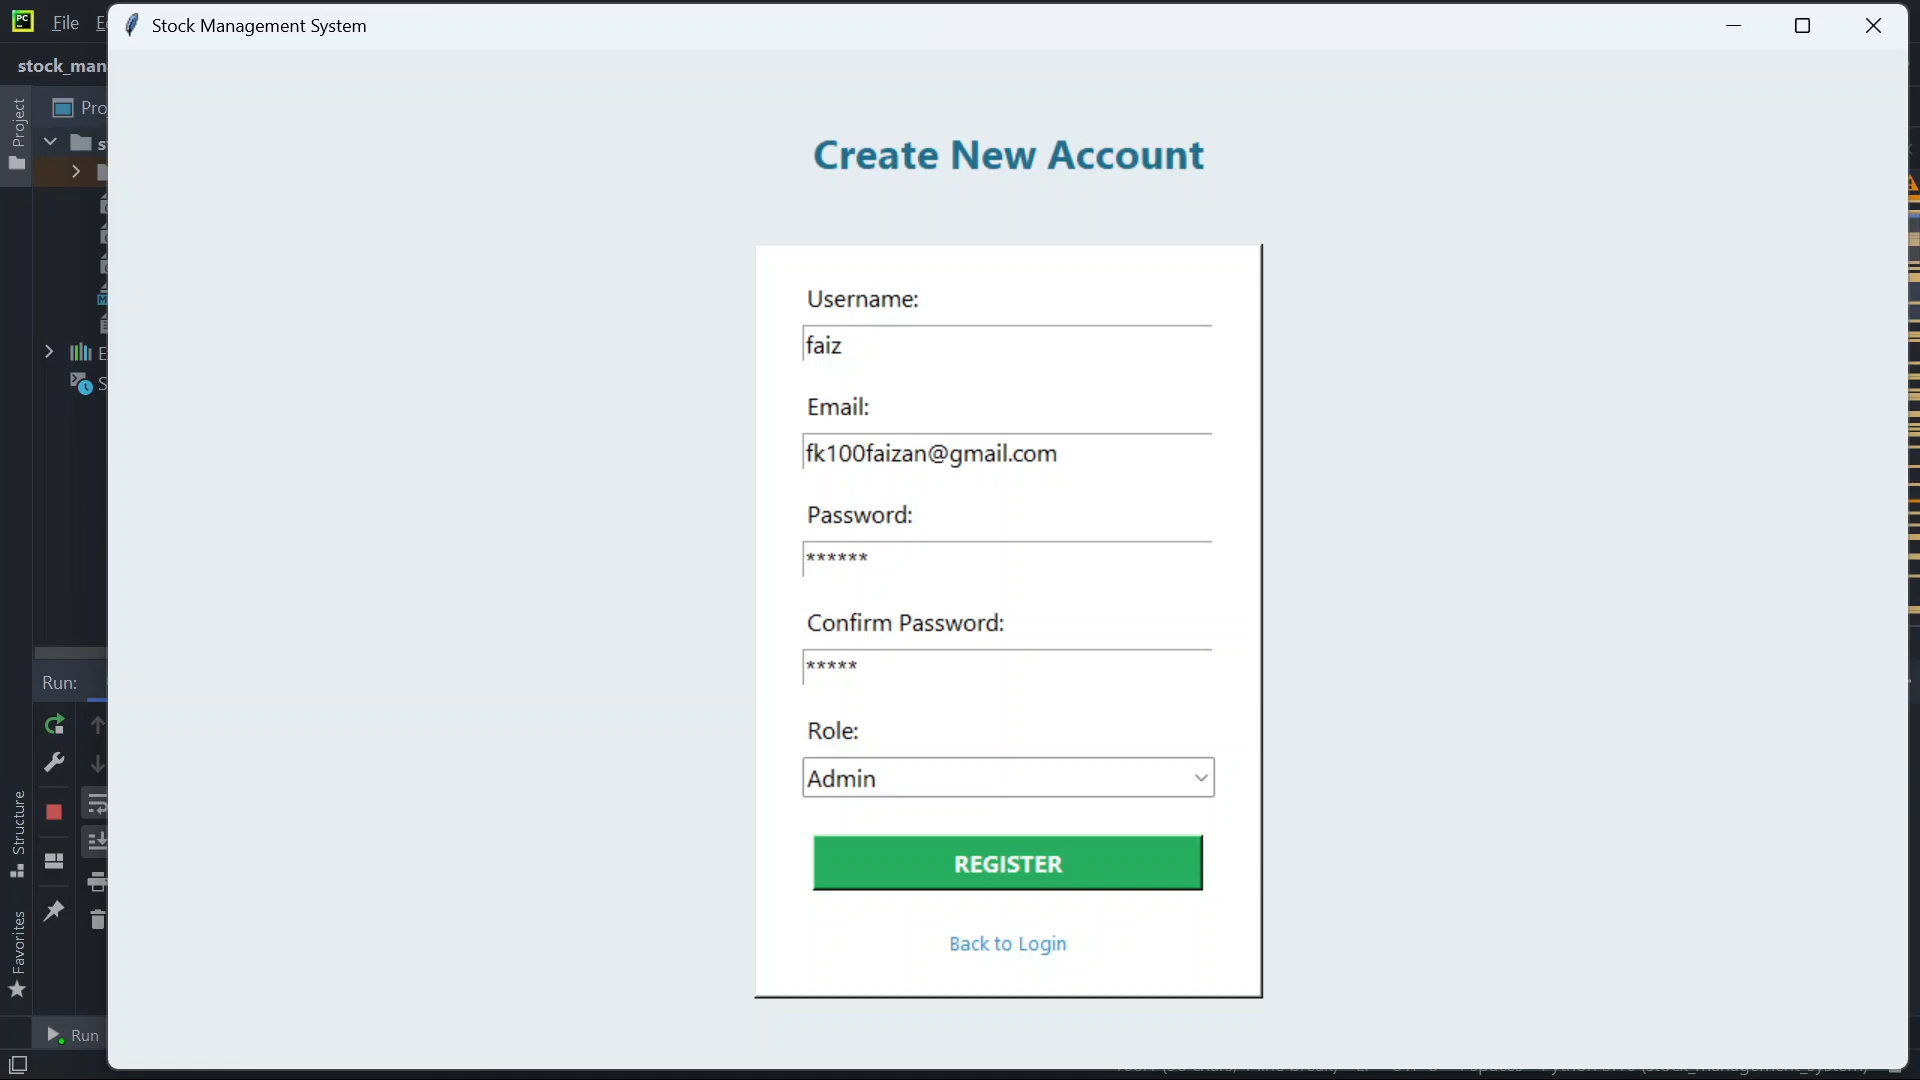 PC File
Stock Management System
stock_man
Project
Pro
Create New Account
Username:
faiz
Email:
fk100faizan@gmail.com
Password:
******
Confirm Password:
*****
Role:
Admin
REGISTER
Back to Login
Run:
Structure
Favorites
Run